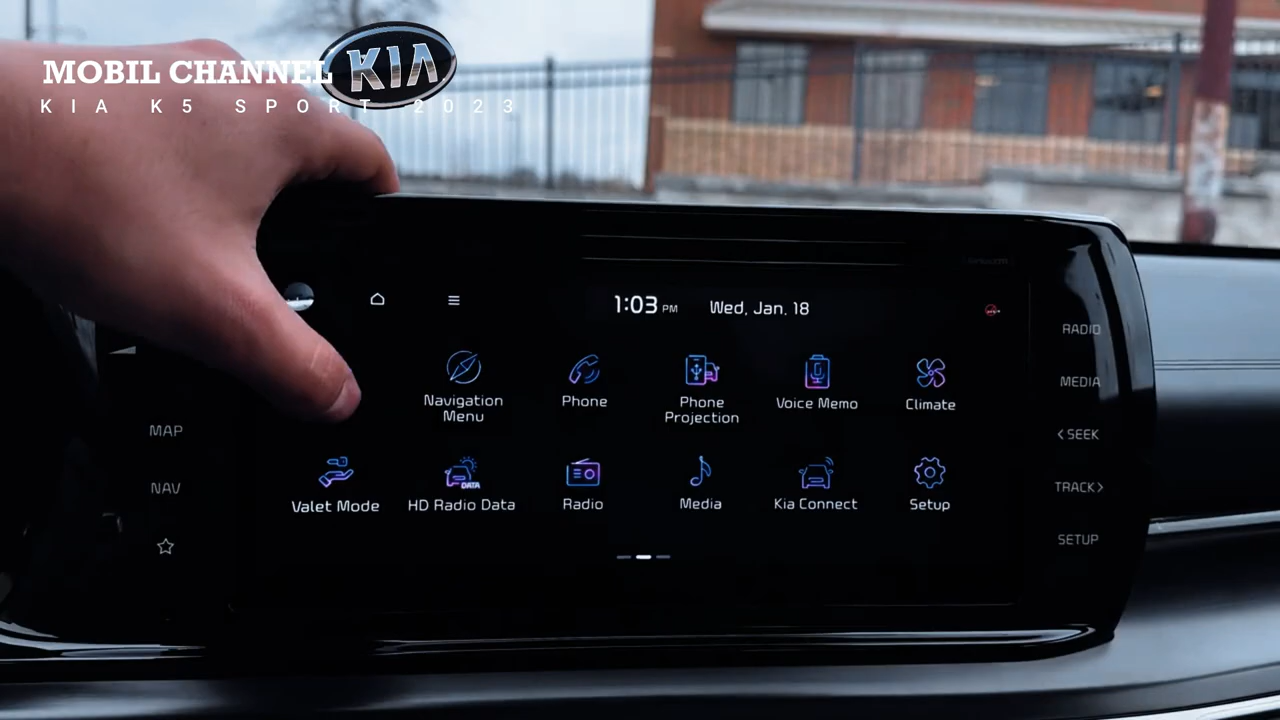 MOBIL CHANNEL
KIA
KIA K5 SPORT 2023
1:03 PM Wed, Jan. 18
RADIO
MEDIA
< SEEK
TRACK >
SETUP
MAP
NAV
Navigation
Menu
Phone
Phone
Projection
Voice Memo
Climate
Valet Mode
HD Radio Data
DATA
Radio
Media
Kia Connect
Setup